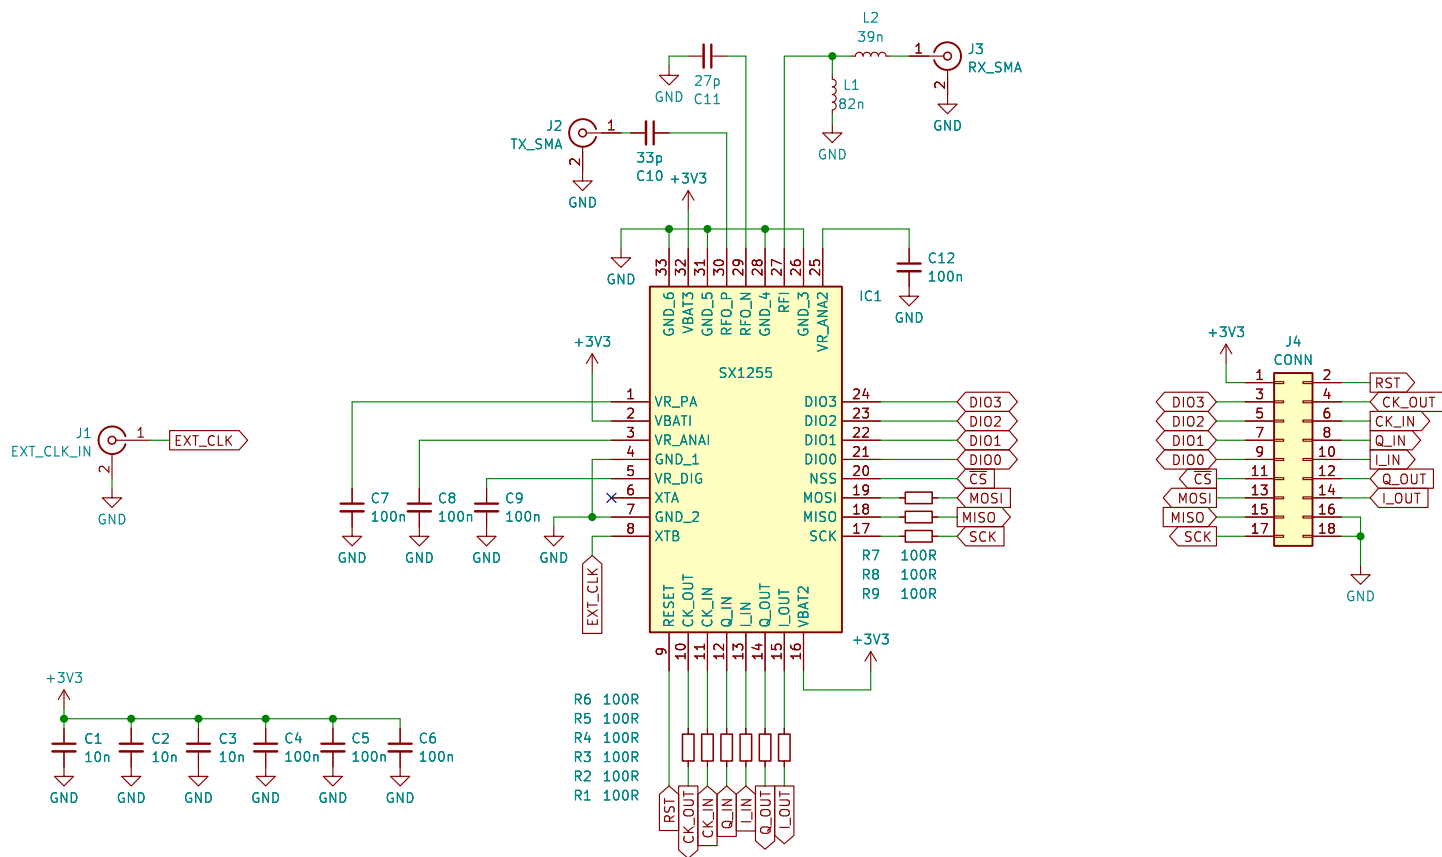 L2
39n
1
J3
RX_SMA
2
GND
27p
C11
GND
L1
82n
GND
J2
TX_SMA
1
2
GND
33p
C10
+3V3
GND
33
32
31
30
29
28
27
26
25
C12
100n
GND
GND_6
VBAT3
GND_5
RFO_P
RFO_N
GND_4
RFI
GND_3
VR_ANA2
IC1
SX1255
+3V3
1 VR_PA
2 VBATI
3 VR_ANAI
4 GND_1
5 VR_DIG
6 XTA
7 GND_2
8 XTB
DIO3 24 DIO3
DIO2 23 DIO2
DIO1 22 DIO1
DIO0 21 DIO0
NSS 20 CS
MOSI 19 MOSI
MISO 18 MISO
SCK 17 SCK
R7 100R
R8 100R
R9 100R
J1
EXT_CLK_IN
1
2
EXT_CLK
GND
C7
100n
GND
C8
100n
GND
C9
100n
GND
GND
EXT_CLK
RESET
CK_OUT
CK_IN
Q_IN
I_IN
Q_OUT
I_OUT
VBAT2
9
10
11
12
13
14
15
16
+3V3
R6 100R
R5 100R
R4 100R
R3 100R
R2 100R
R1 100R
RST
CK_OUT
CK_IN
Q_IN
I_IN
Q_OUT
I_OUT
+3V3
C1
10n
GND
C2
10n
GND
C3
10n
GND
C4
100n
GND
C5
100n
GND
C6
100n
GND
+3V3
J4
CONN
1 2 RST
DIO3 3 4 CK_OUT
DIO2 5 6 CK_IN
DIO1 7 8 Q_IN
DIO0 9 10 I_IN
CS 11 12 Q_OUT
MOSI 13 14 I_OUT
MISO 15 16
SCK 17 18
GND